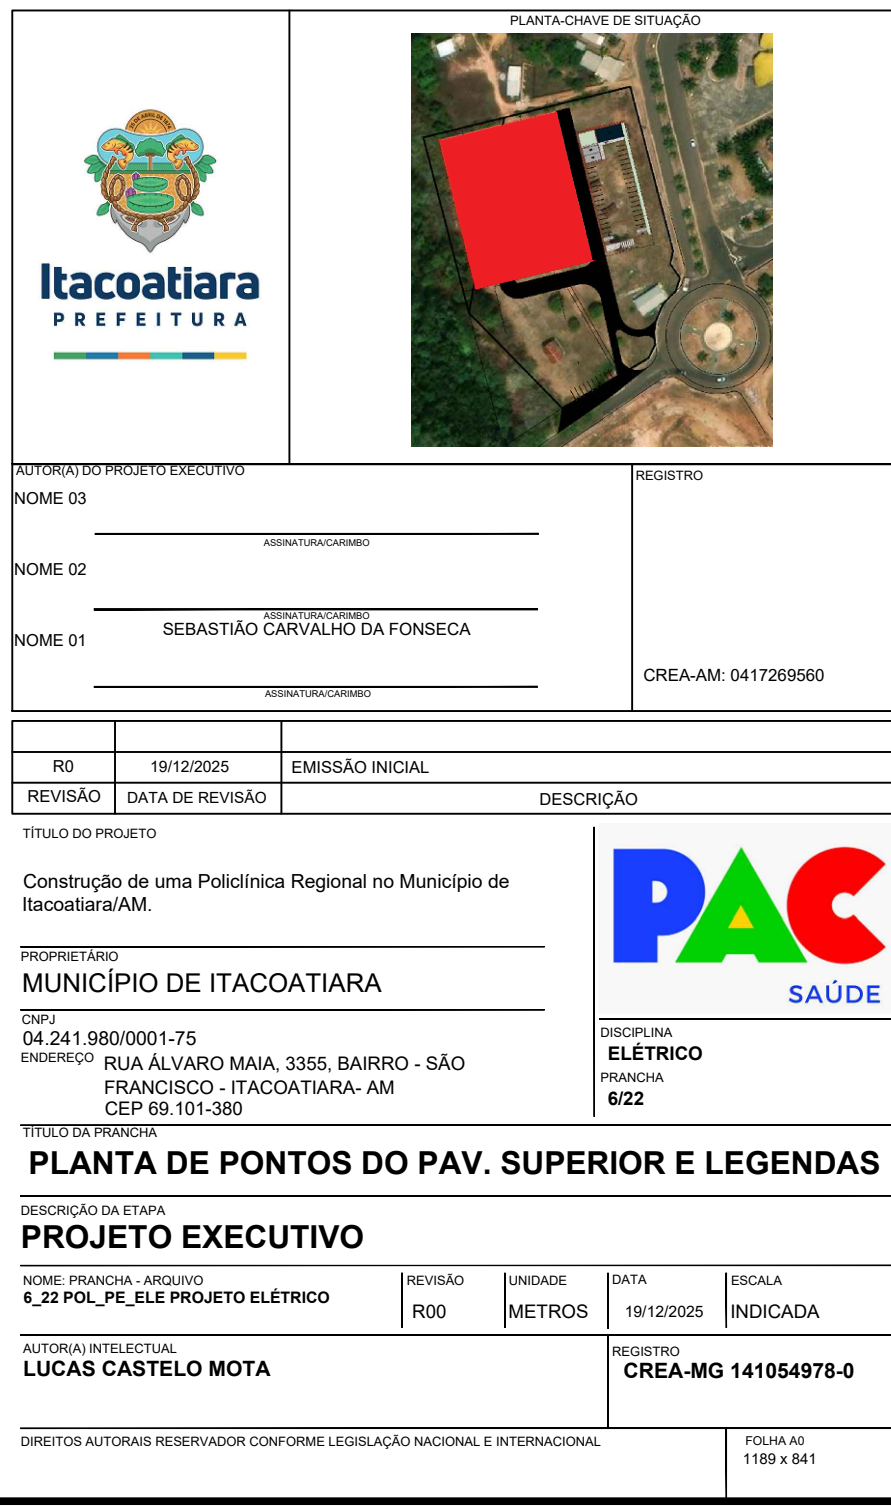 PLANTA-CHAVE DE SITUAÇÃO
25 DE ABRIL DE 1874
Itacoatiara
PREFEITURA
AUTOR(A) DO PROJETO EXECUTIVO
REGISTRO
NOME 03
ASSINATURA/CARIMBO
NOME 02
ASSINATURA/CARIMBO
SEBASTIÃO CARVALHO DA FONSECA
NOME 01
CREA-AM: 0417269560
ASSINATURA/CARIMBO
R0 19/12/2025 EMISSÃO INICIAL
REVISÃO DATA DE REVISÃO DESCRIÇÃO
TÍTULO DO PROJETO
Construção de uma Policlínica Regional no Município de
Itacoatiara/AM.
PAC
SAÚDE
PROPRIETÁRIO
MUNICÍPIO DE ITACOATIARA
CNPJ
04.241.980/0001-75
ENDEREÇO RUA ÁLVARO MAIA, 3355, BAIRRO - SÃO
FRANCISCO - ITACOATIARA- AM
CEP 69.101-380
DISCIPLINA
ELÉTRICO
PRANCHA
6/22
TÍTULO DA PRANCHA
PLANTA DE PONTOS DO PAV. SUPERIOR E LEGENDAS
DESCRIÇÃO DA ETAPA
PROJETO EXECUTIVO
NOME: PRANCHA - ARQUIVO
6_22 POL_PE_ELE PROJETO ELÉTRICO
REVISÃO
R00
UNIDADE
METROS
DATA
19/12/2025
ESCALA
INDICADA
AUTOR(A) INTELECTUAL
LUCAS CASTELO MOTA
REGISTRO
CREA-MG 141054978-0
DIREITOS AUTORAIS RESERVADOR CONFORME LEGISLAÇÃO NACIONAL E INTERNACIONAL
FOLHA A0
1189 x 841